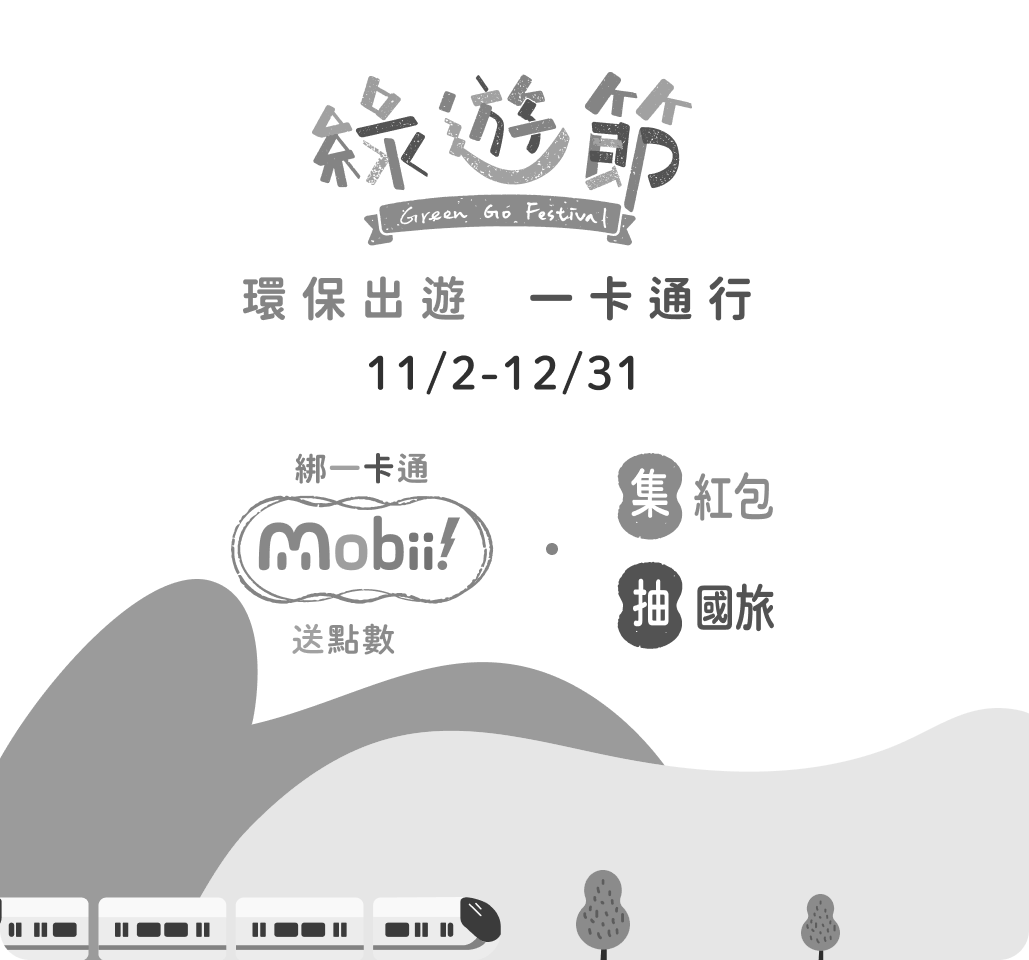 綠遊節
Green Go Festival
環保出遊 一卡通行
11/2-12/31
綁一卡通
Mobii!
送點數
集 紅包
抽 國旅